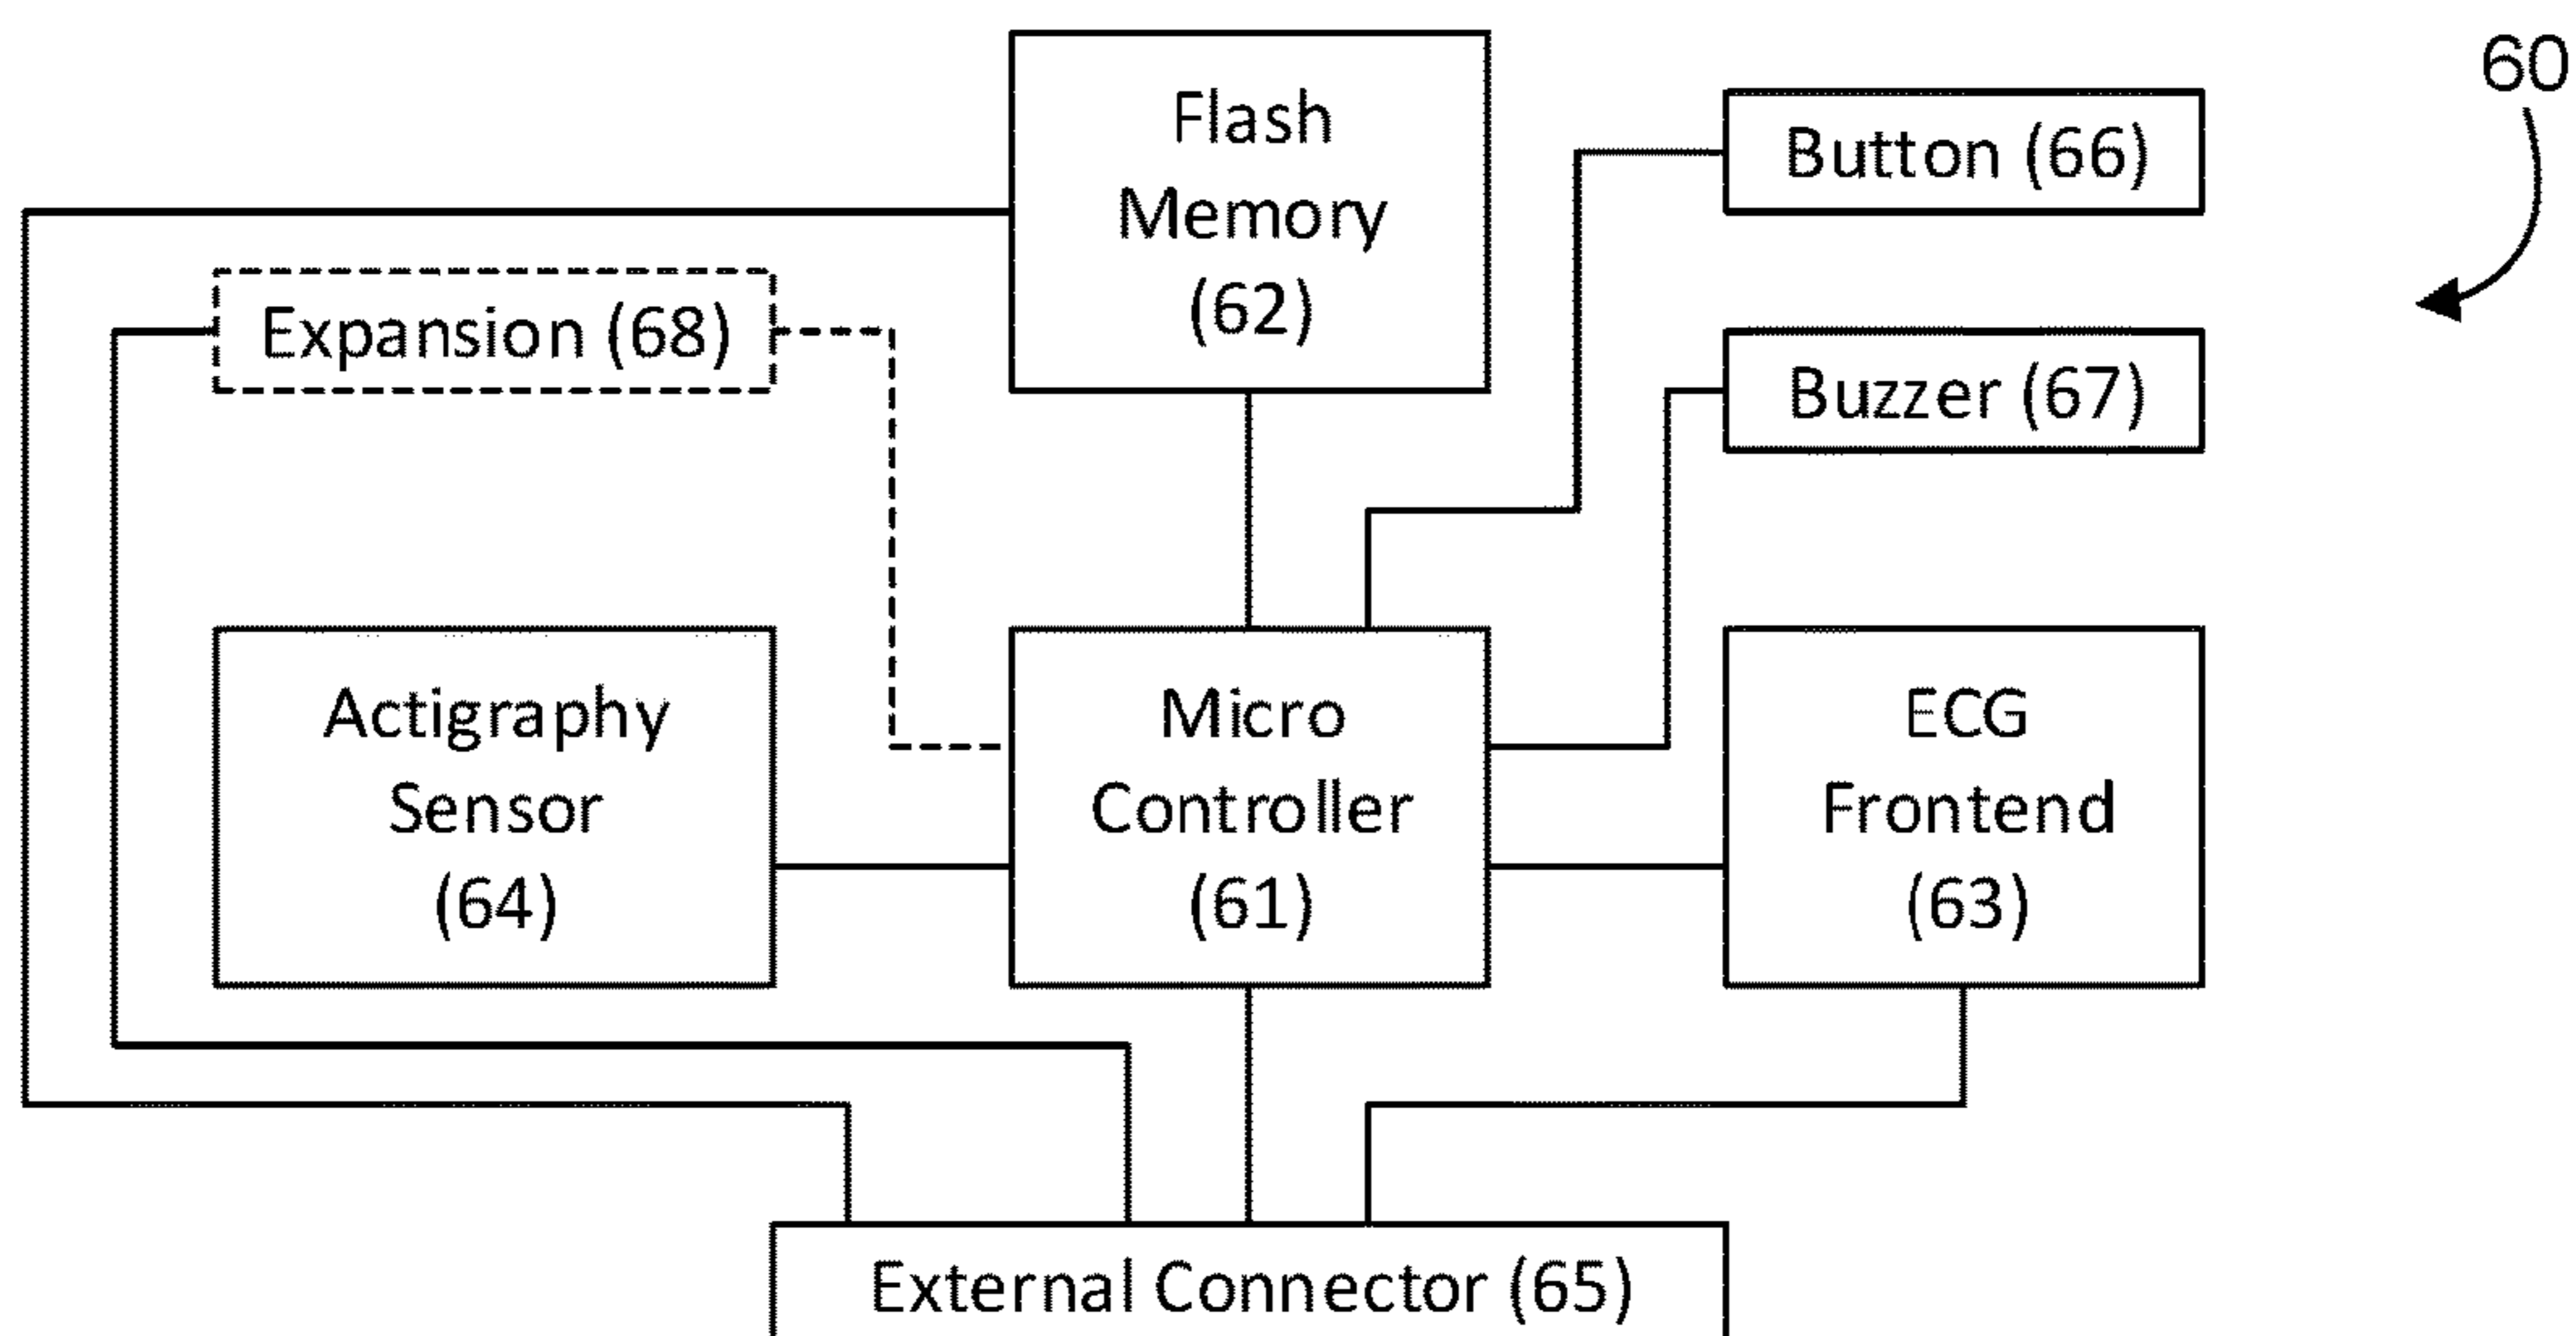 60
Flash
Memory
(62)
Button (66)
Expansion (68)
Buzzer (67)
Actigraphy
Sensor
(64)
Micro
Controller
(61)
ECG
Frontend
(63)
External Connector (65)